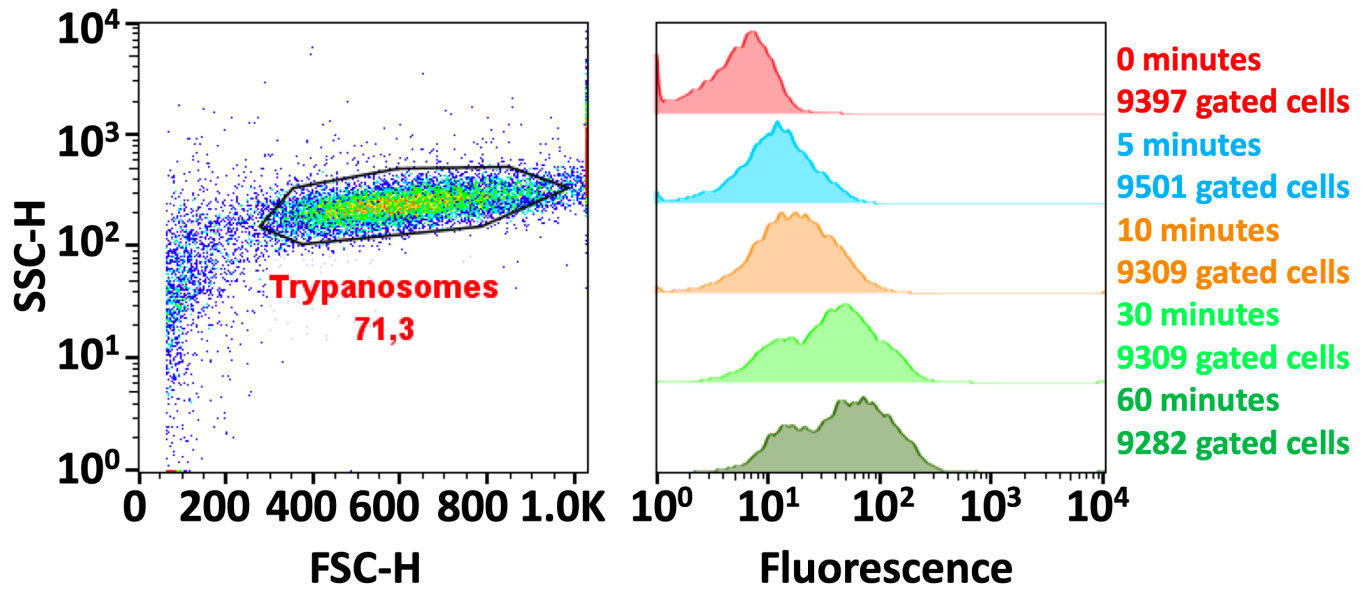 10⁴
10³
10²
10¹
10⁰
SSC-H
Trypanosomes
71,3
0 200 400 600 800 1.0K
FSC-H
10⁰ 10¹ 10² 10³ 10⁴
Fluorescence
0 minutes
9397 gated cells
5 minutes
9501 gated cells
10 minutes
9309 gated cells
30 minutes
9309 gated cells
60 minutes
9282 gated cells